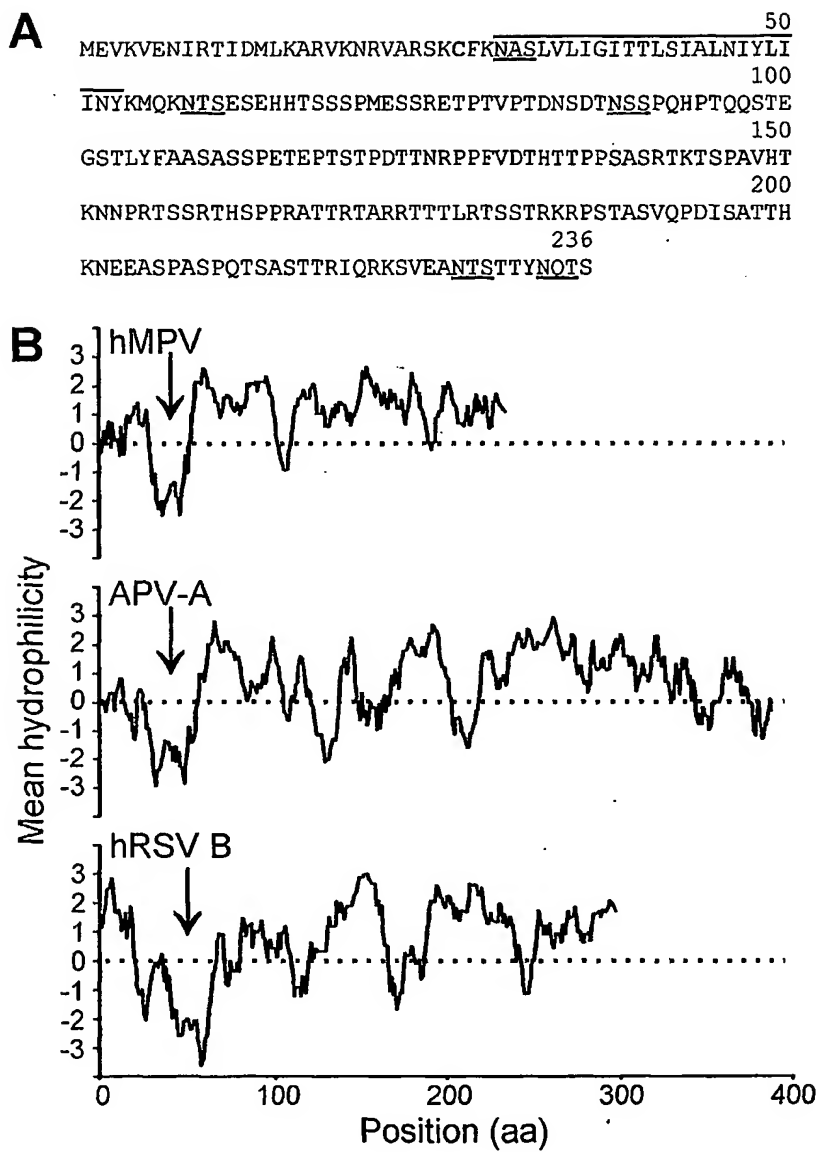 A
50
MEVKVENIRTIDMLKARVKNRVARSKCFKNASLVLIGITTLSIALNIYLI
100
INYKMQKNTSESEHHTSSSPMESSRETPTVPTDNSDTNSSPQHPTQQSTE
150
GSTLYFAASASSPETEPTSTPDTTNRPPFVDTHTTPPSASRTKTSPAVHT
200
KNNPRTSSRTHSPPRATTRTARRTTTLRTSSTRKRPSTASVQPDISATTH
236
KNEEASPASPQTSASTTRIQRKSVEANTSTTYNQTS
B
hMPV
3
2
1
0
-1
-2
-3
APV-A
3
2
1
0
-1
-2
-3
hRSV B
3
2
1
0
-1
-2
-3
Mean hydrophilicity
0 100 200 300 400
Position (aa)